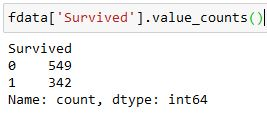 fdata['Survived'].value_counts()
Survived
0    549
1    342
Name: count, dtype: int64